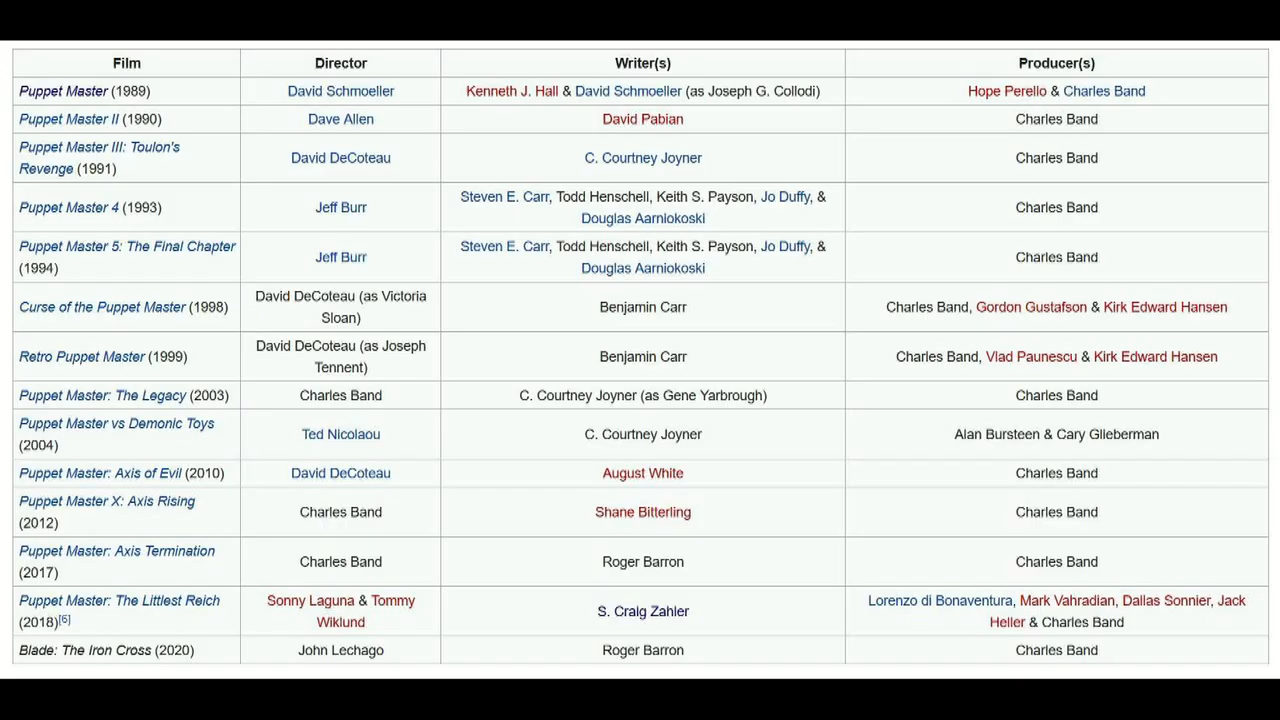 Film Director Writer(s) Producer(s)
Puppet Master (1989) David Schmoeller Kenneth J. Hall & David Schmoeller (as Joseph G. Collodi) Hope Perello & Charles Band
Puppet Master II (1990) Dave Allen David Pabian Charles Band
Puppet Master III: Toulon's
Revenge (1991) David DeCoteau C. Courtney Joyner Charles Band
Puppet Master 4 (1993) Jeff Burr Steven E. Carr, Todd Henschell, Keith S. Payson, Jo Duffy, &
Douglas Aarniokoski Charles Band
Puppet Master 5: The Final Chapter
(1994) Jeff Burr Steven E. Carr, Todd Henschell, Keith S. Payson, Jo Duffy, &
Douglas Aarniokoski Charles Band
Curse of the Puppet Master (1998) David DeCoteau (as Victoria
Sloan) Benjamin Carr Charles Band, Gordon Gustafson & Kirk Edward Hansen
Retro Puppet Master (1999) David DeCoteau (as Joseph
Tennent) Benjamin Carr Charles Band, Vlad Paunescu & Kirk Edward Hansen
Puppet Master: The Legacy (2003) Charles Band C. Courtney Joyner (as Gene Yarbrough) Charles Band
Puppet Master vs Demonic Toys
(2004) Ted Nicolaou C. Courtney Joyner Alan Bursteen & Cary Glieberman
Puppet Master: Axis of Evil (2010) David DeCoteau August White Charles Band
Puppet Master X: Axis Rising
(2012) Charles Band Shane Bitterling Charles Band
Puppet Master: Axis Termination
(2017) Charles Band Roger Barron Charles Band
Puppet Master: The Littlest Reich
(2018)[6] Sonny Laguna & Tommy
Wiklund S. Craig Zahler Lorenzo di Bonaventura, Mark Vahradian, Dallas Sonnier, Jack
Heller & Charles Band
Blade: The Iron Cross (2020) John Lechago Roger Barron Charles Band